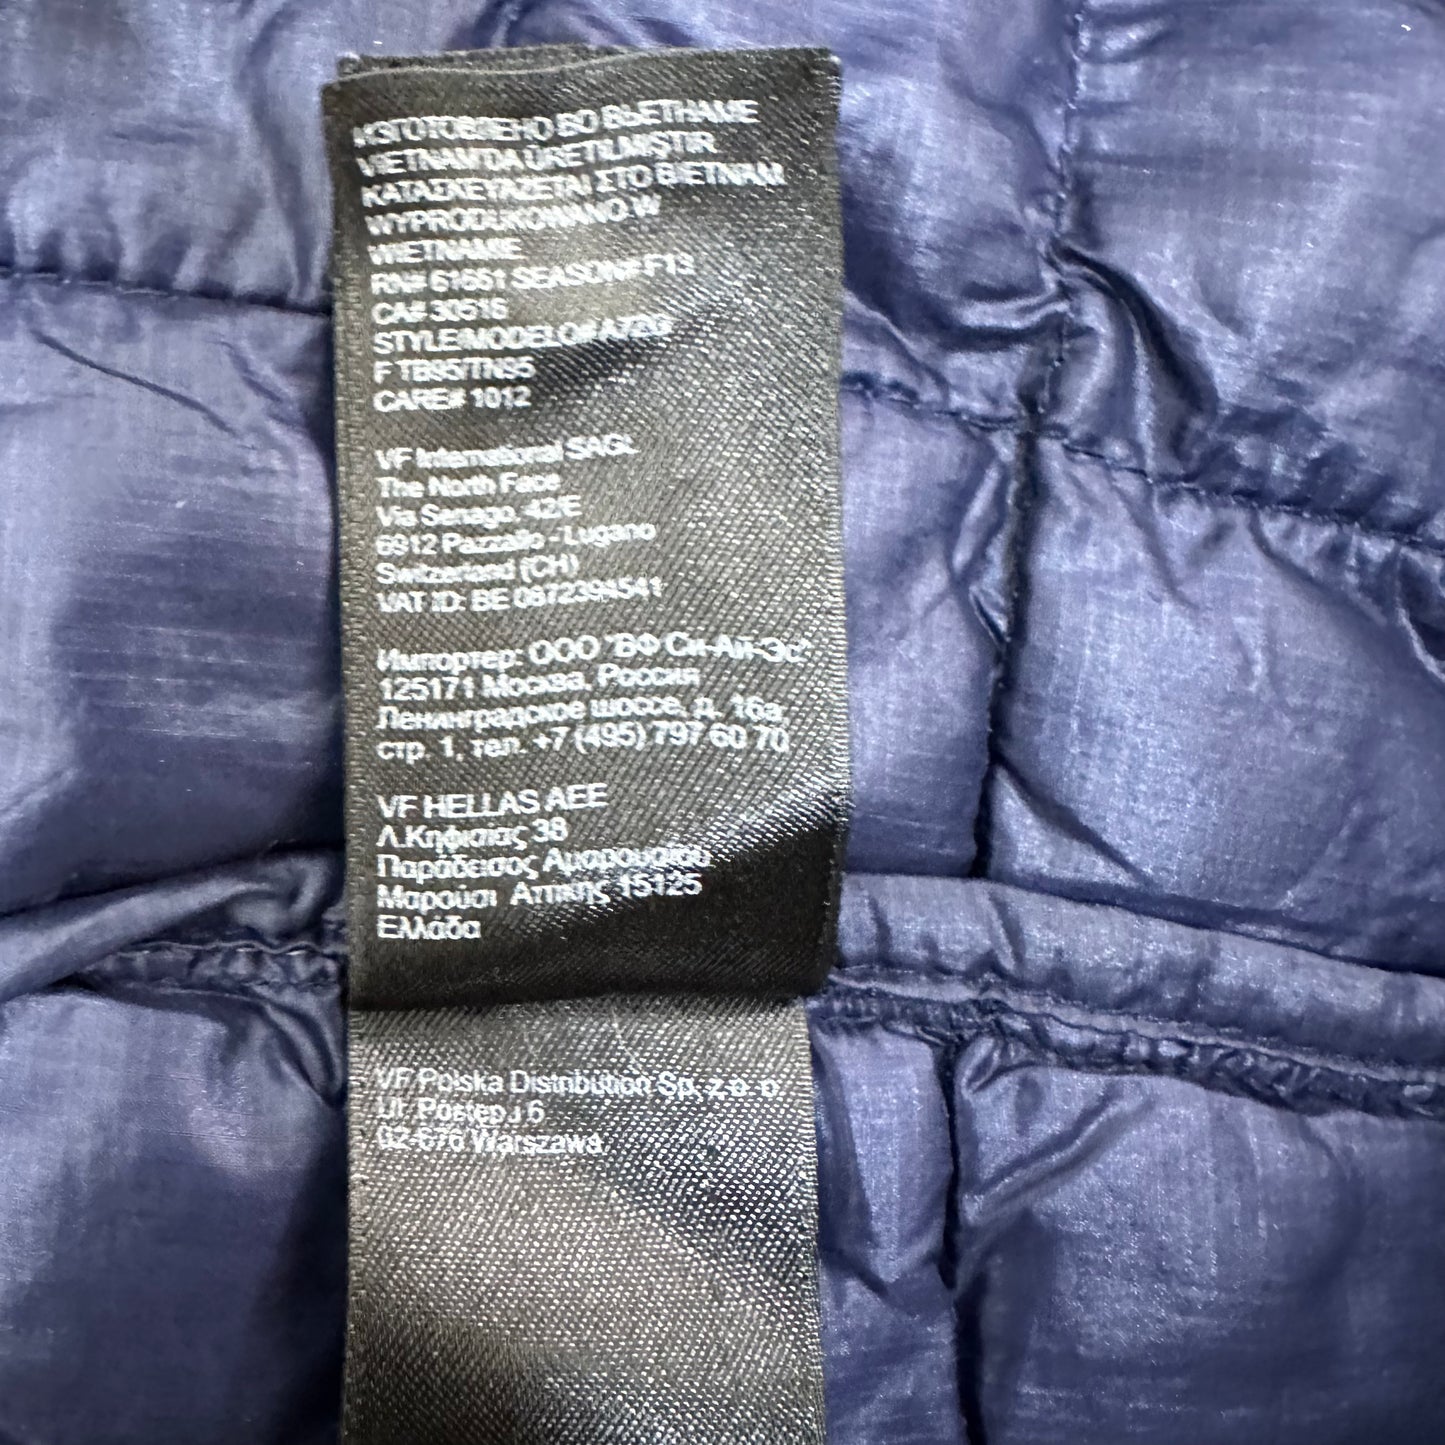 ИЗГОТОВЛЕНО ВО ВЬЕТНАМЕ
VIETNAM'DA ÜRETILMIŞTIR
ΚΑΤΑΣΚΕΥΑΖΕΤΑΙ ΣΤΟ ΒΙΕΤΝΑΜ
WYPRODUKOWANO W
WIETNAMIE
RN# 61661 SEASON# F13
CA# 30516
STYLE/MODELO#
F TB95/TN95
CARE# 1012
VF International SAGL
The North Face
Via Senago, 42/E
6912 Pazzallo - Lugano
Switzerland (CH)
VAT ID: BE 0872394541
Импортер: ООО "ВФ Си-Ай-Эс"
125171 Москва, Россия
Ленинградское шоссе, д. 16а,
стр. 1, тел. +7 (495) 797 60 70
VF HELLAS AEE
Λ.Κηφισιας 38
Παράδεισος Αμαρουσίου
Μαρούσι Αττικής 15125
Ελλάδα
VF Polska Distribution Sp. z o. o
Ul. Postępu 6
02-676 Warszawa